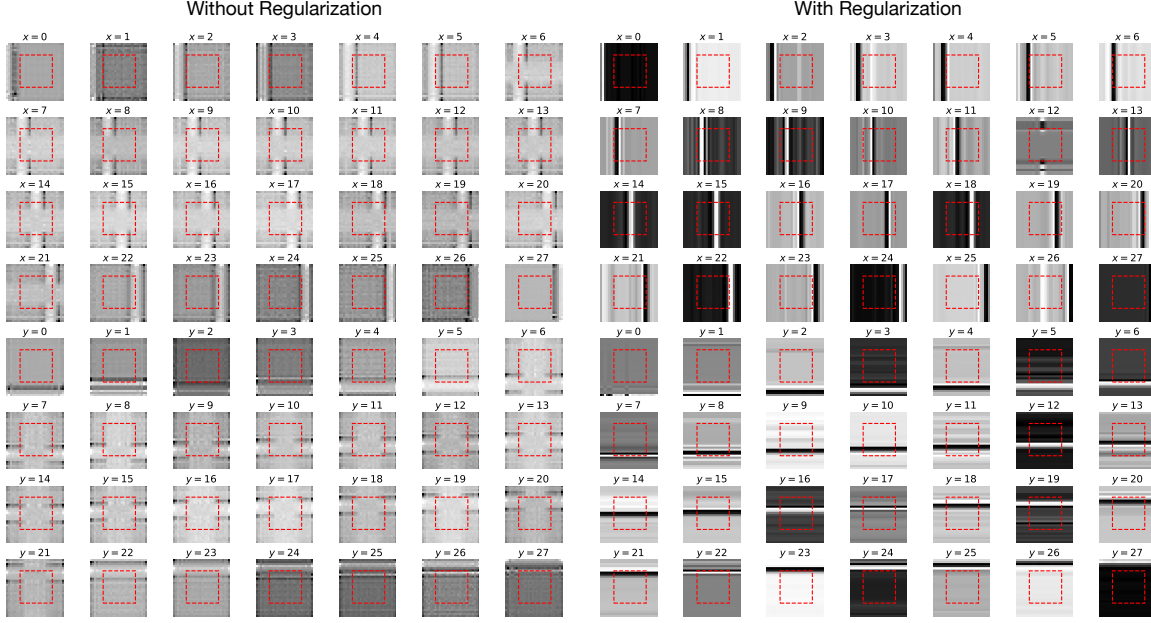 Without Regularization
With Regularization
x = 0 x = 1 x = 2 x = 3 x = 4 x = 5 x = 6 x = 0 x = 1 x = 2 x = 3 x = 4 x = 5 x = 6
x = 7 x = 8 x = 9 x = 10 x = 11 x = 12 x = 13 x = 7 x = 8 x = 9 x = 10 x = 11 x = 12 x = 13
x = 14 x = 15 x = 16 x = 17 x = 18 x = 19 x = 20 x = 14 x = 15 x = 16 x = 17 x = 18 x = 19 x = 20
x = 21 x = 22 x = 23 x = 24 x = 25 x = 26 x = 27 x = 21 x = 22 x = 23 x = 24 x = 25 x = 26 x = 27
y = 0 y = 1 y = 2 y = 3 y = 4 y = 5 y = 6 y = 0 y = 1 y = 2 y = 3 y = 4 y = 5 y = 6
y = 7 y = 8 y = 9 y = 10 y = 11 y = 12 y = 13 y = 7 y = 8 y = 9 y = 10 y = 11 y = 12 y = 13
y = 14 y = 15 y = 16 y = 17 y = 18 y = 19 y = 20 y = 14 y = 15 y = 16 y = 17 y = 18 y = 19 y = 20
y = 21 y = 22 y = 23 y = 24 y = 25 y = 26 y = 27 y = 21 y = 22 y = 23 y = 24 y = 25 y = 26 y = 27